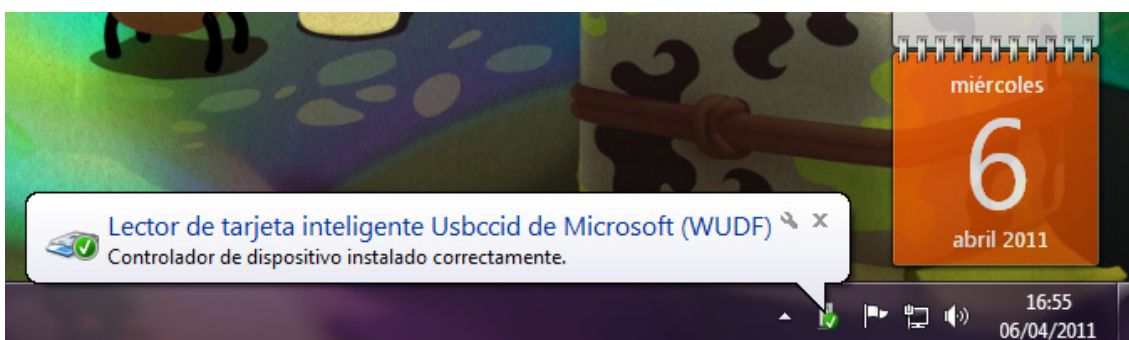 miércoles
6
abril 2011
Lector de tarjeta inteligente Usbccid de Microsoft (WUDF)
Controlador de dispositivo instalado correctamente.
16:55
06/04/2011